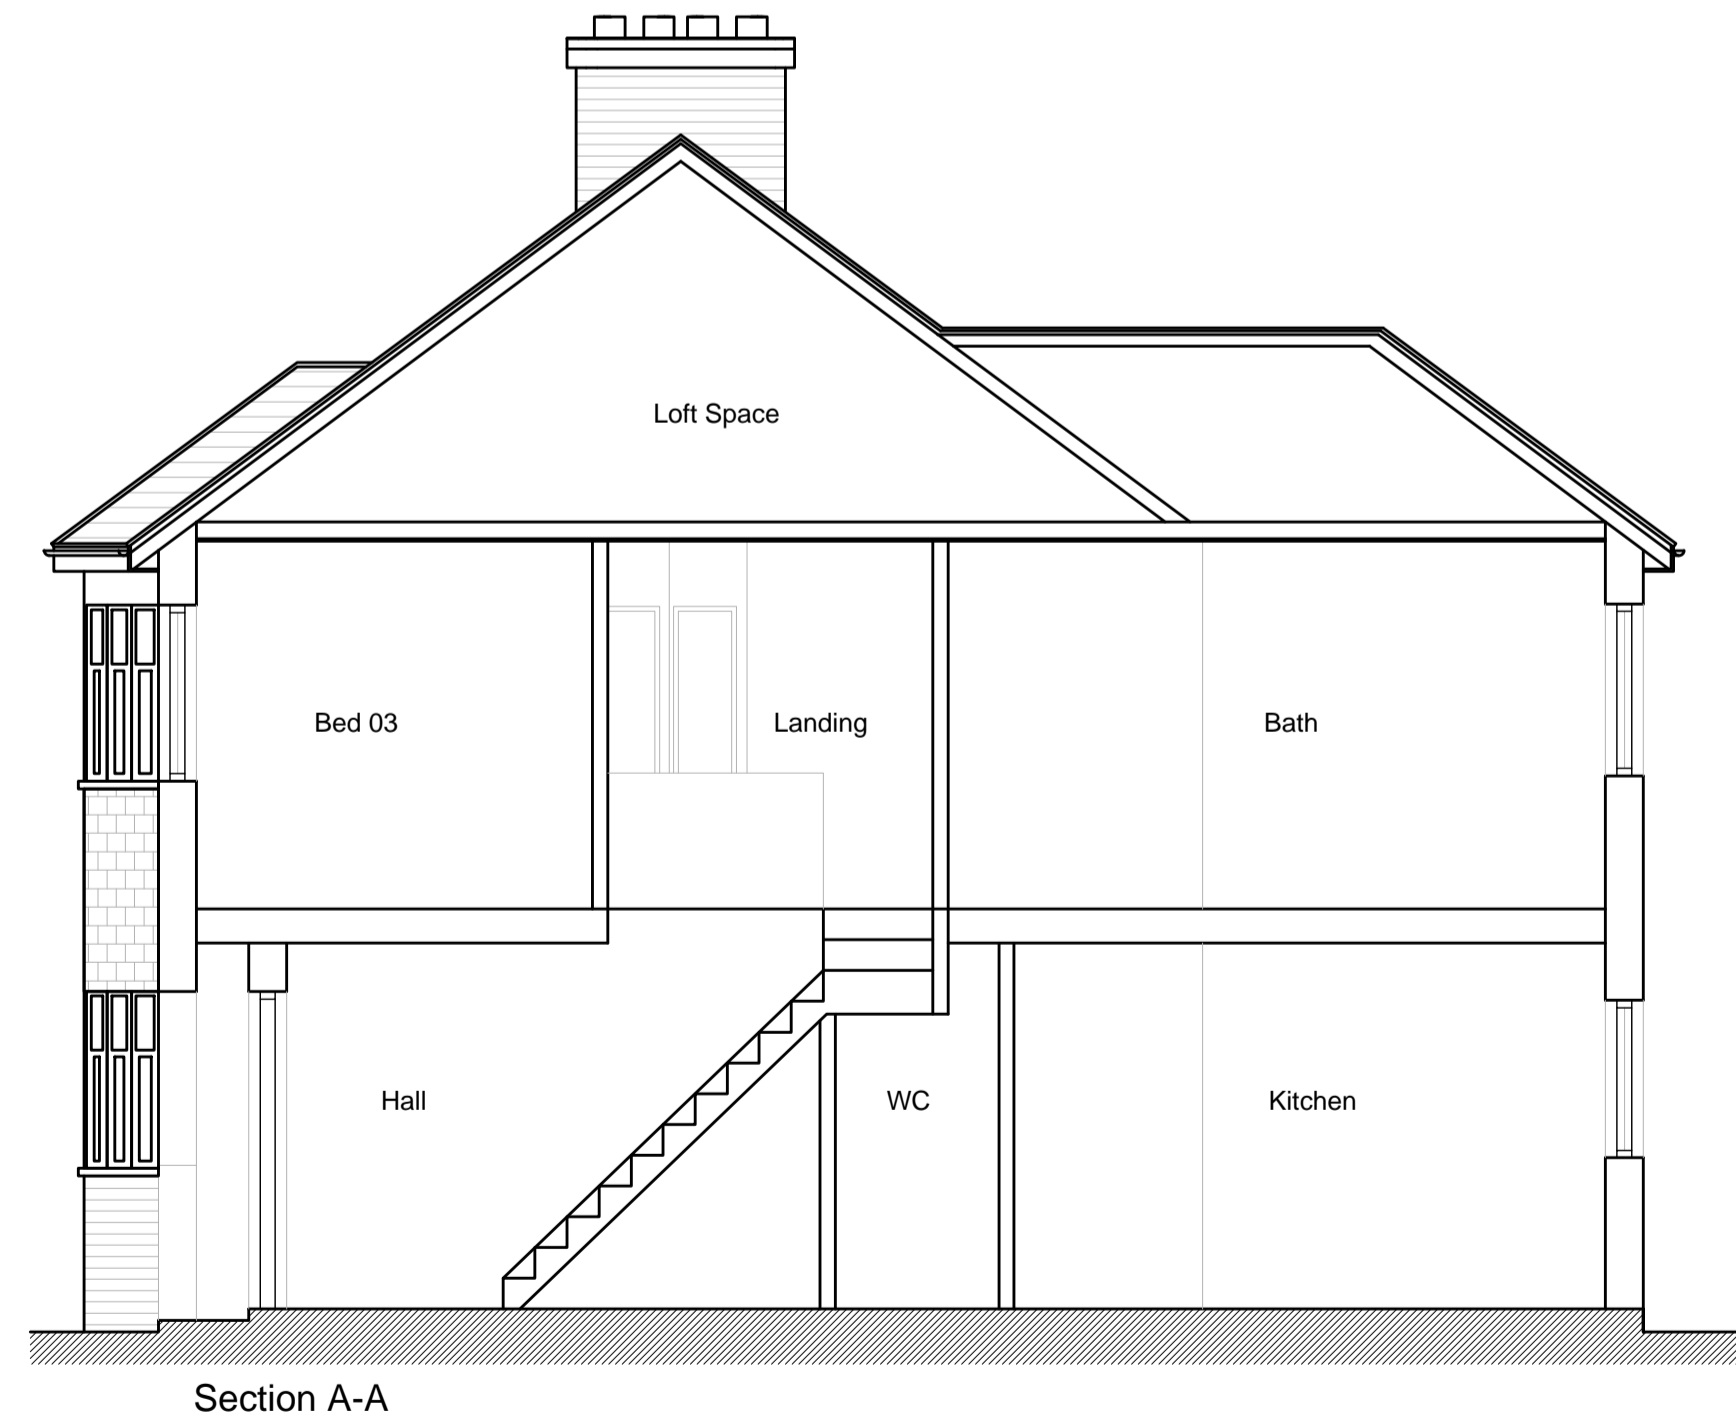 Loft Space
Bed 03
Landing
Bath
Hall
WC
Kitchen
Section A-A